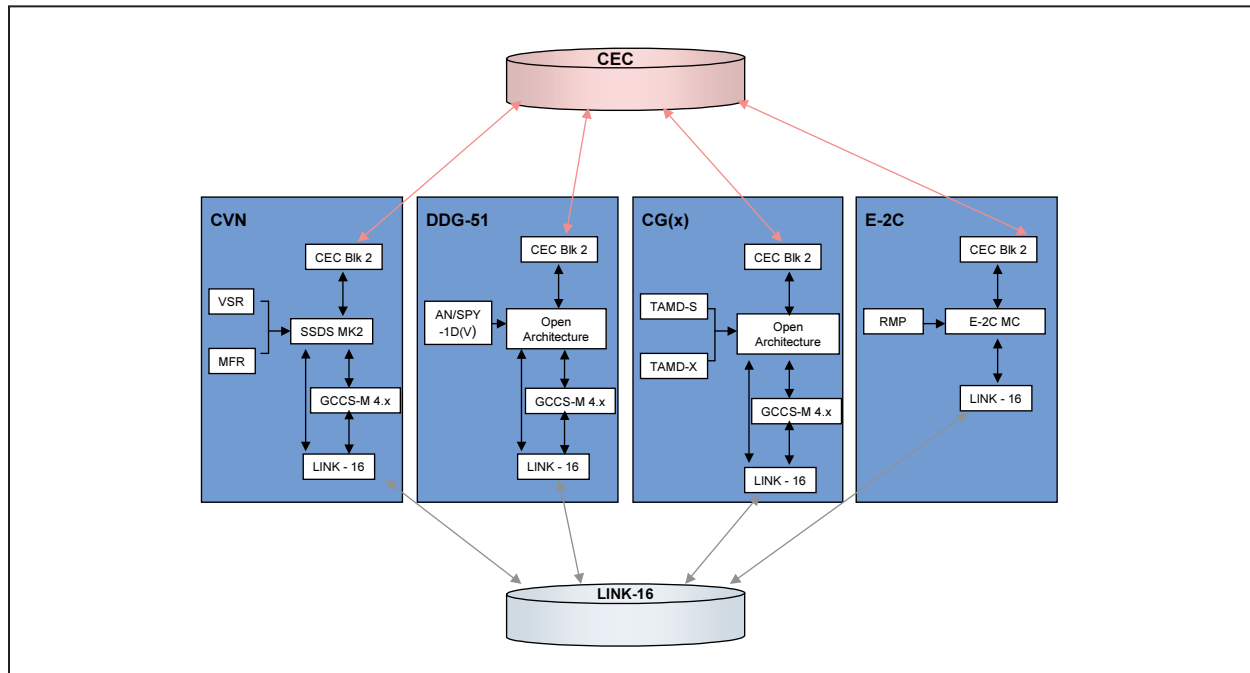 CEC
CVN
CEC Blk 2
VSR
SSDS MK2
MFR
GCCS-M 4.x
LINK - 16
DDG-51
CEC Blk 2
AN/SPY
-1D(V)
Open
Architecture
GCCS-M 4.x
LINK - 16
CG(x)
CEC Blk 2
TAMD-S
Open
Architecture
TAMD-X
GCCS-M 4.x
LINK - 16
E-2C
CEC Blk 2
RMP
E-2C MC
LINK - 16
LINK-16